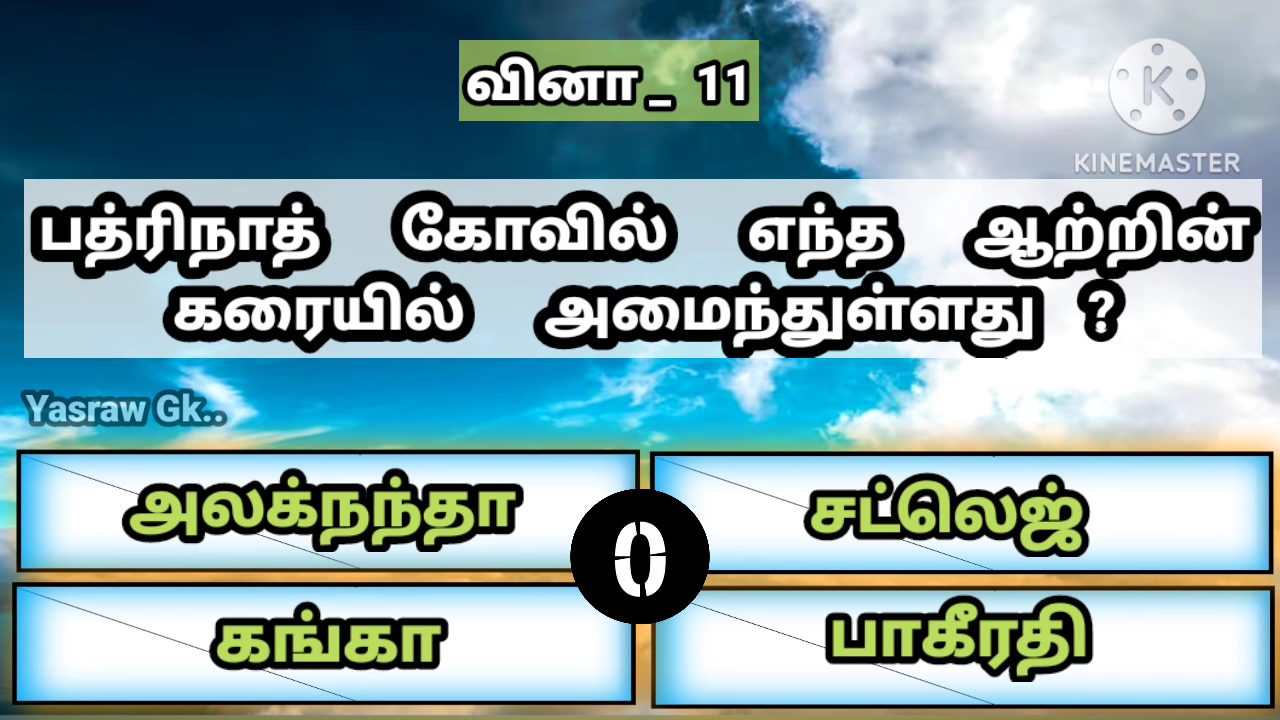 வினா_ 11
KINEMASTER
பத்ரிநாத் கோவில் எந்த ஆற்றின்
கரையில் அமைந்துள்ளது ?
Yasraw Gk..
அலக்நந்தா
சட்லெஜ்
0
கங்கா
பாகீரதி